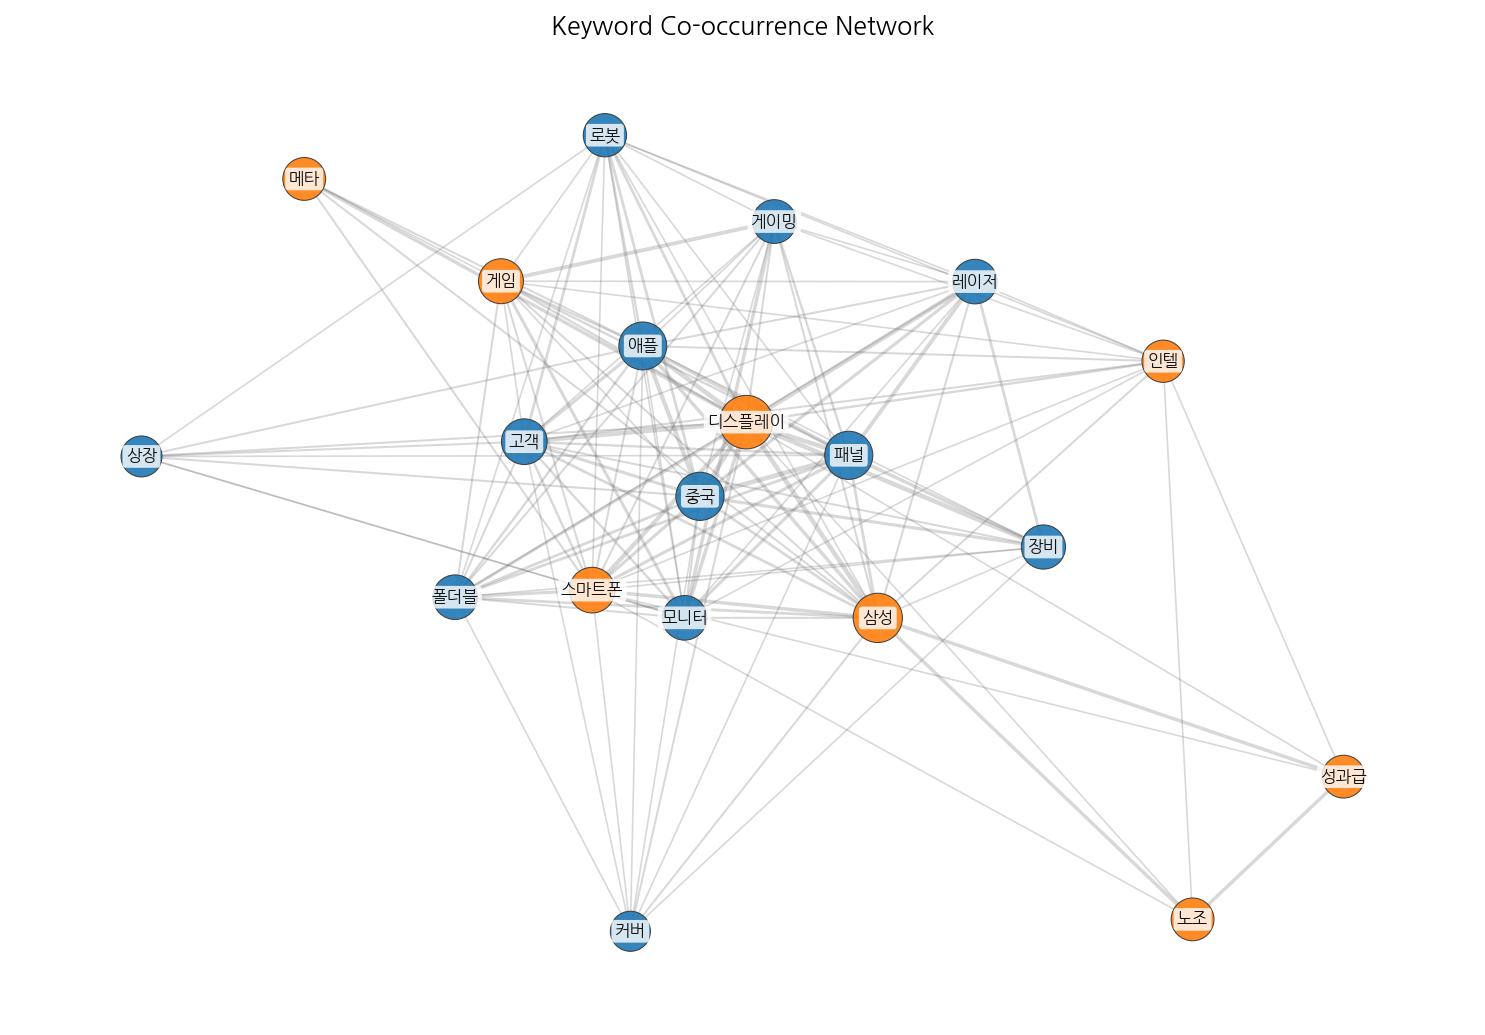 Keyword Co-occurrence Network
로봇
메타
게이밍
게임
레이저
애플
인텔
디스플레이
고객
패널
상장
중국
장비
스마트폰
폴더블
모니터
삼성
성과급
노조
커버